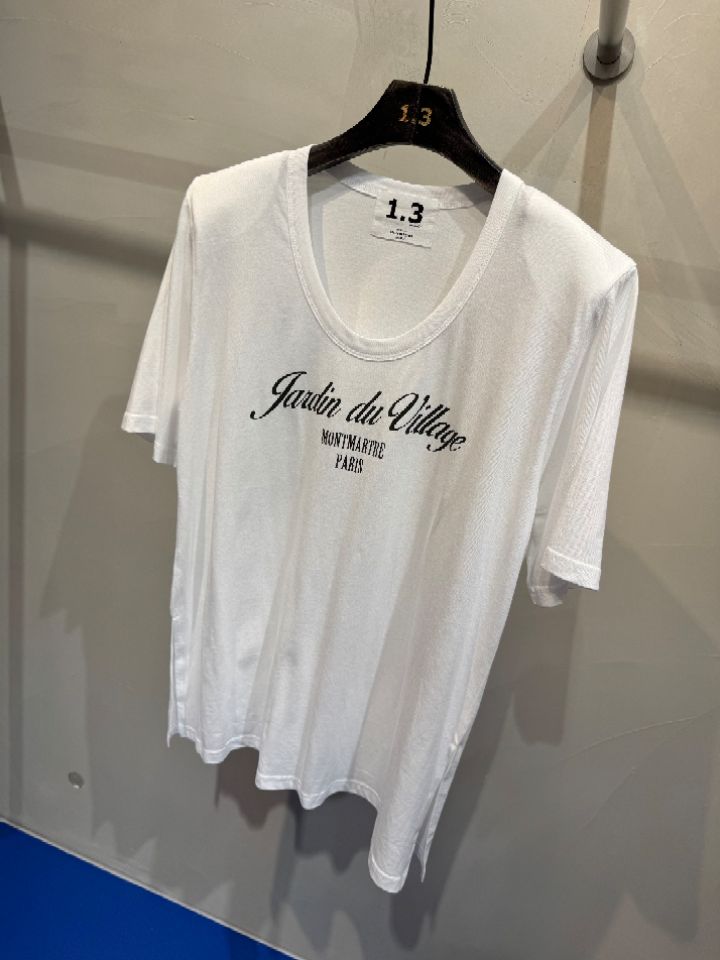 1.3
1.3
Jardin du Village
MONTMARTRE
PARIS